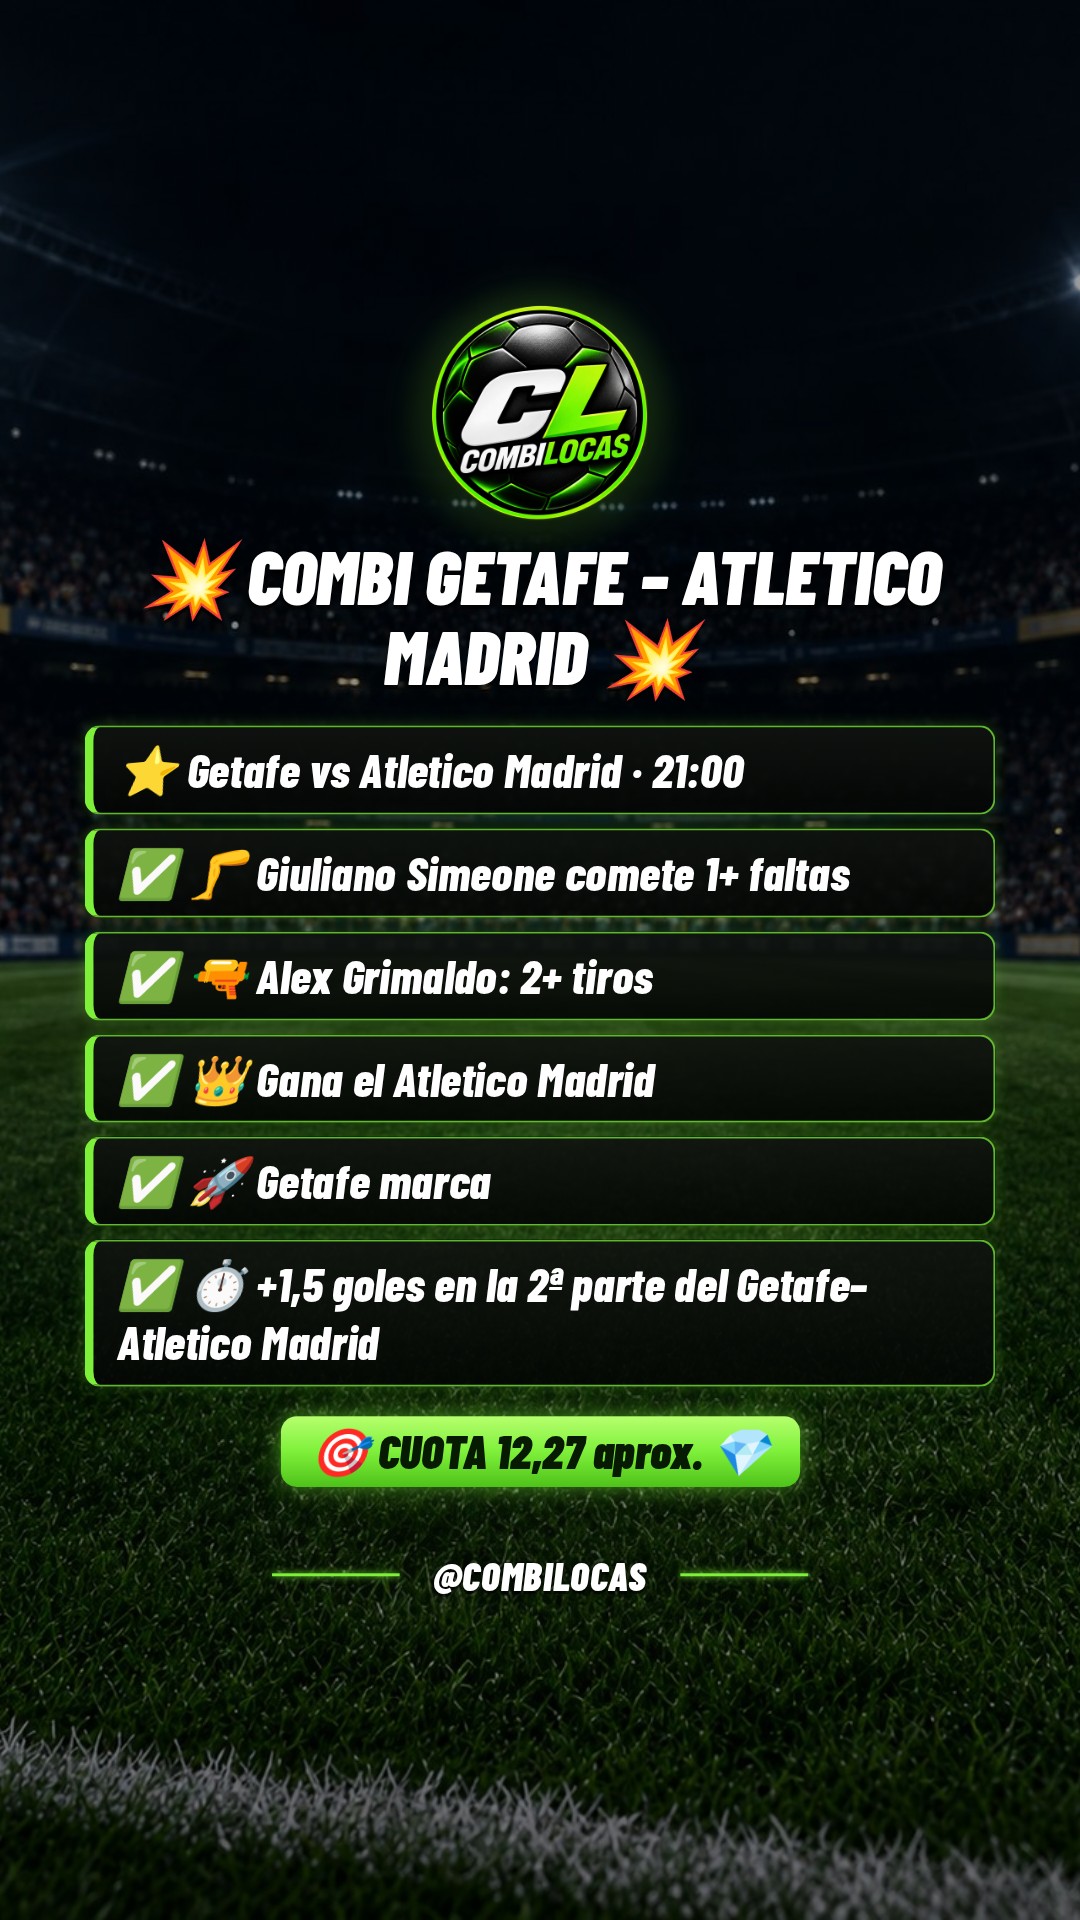 CL
COMBILOCAS
💥 COMBI GETAFE - ATLETICO
MADRID 💥
⭐ Getafe vs Atletico Madrid · 21:00
✅ 🦵 Giuliano Simeone comete 1+ faltas
✅ 🔫 Alex Grimaldo: 2+ tiros
✅ 👑 Gana el Atletico Madrid
✅ 🚀 Getafe marca
✅ ⏱️ +1,5 goles en la 2ª parte del Getafe-
Atletico Madrid
🎯 CUOTA 12,27 aprox. 💎
@COMBILOCAS